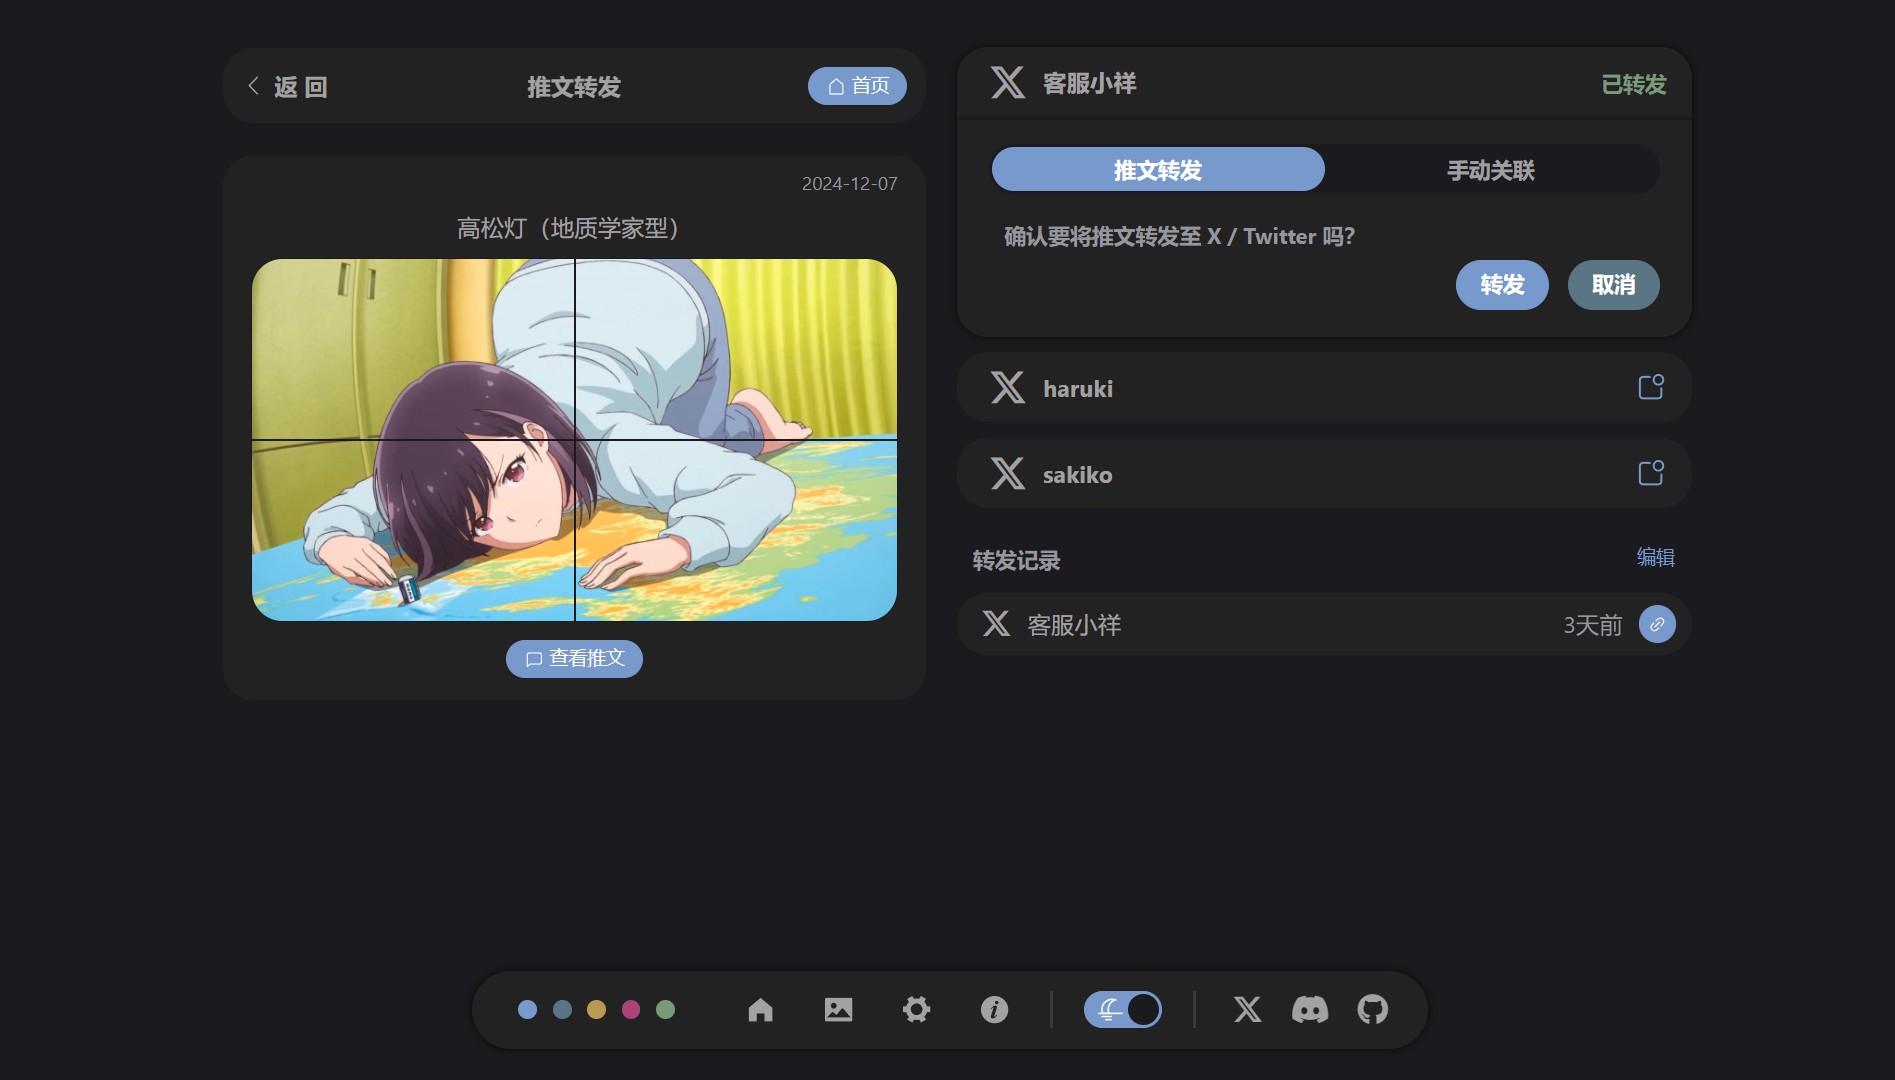 返 回
推文转发
首页
2024-12-07
高松灯（地质学家型）
查看推文
客服小祥
已转发
推文转发
手动关联
确认要将推文转发至 X / Twitter 吗?
转发
取消
haruki
sakiko
转发记录
编辑
客服小祥
3天前